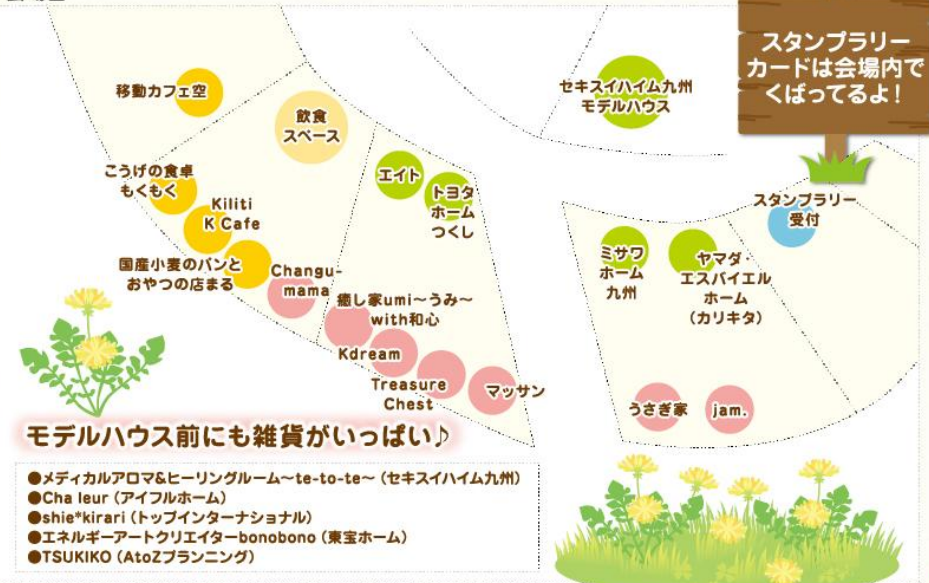 スタンプラリー
カードは会場内で
くばってるよ!
移動カフェ空
飲食
スペース
セキスイハイム九州
モデルハウス
こうげの食卓
もくもく
Kiliti
K Cafe
国産小麦のパンと
おやつの店まる
エイト
トヨタ
ホーム
つくし
Changu-
mama
癒し家umi~うみ~
with和心
Kdream
Treasure
Chest
マッサン
ミサワ
ホーム
九州
ヤマダ・
エスバイエル
ホーム
(カリキタ)
スタンプラリー
受付
うさぎ家
jam.
モデルハウス前にも雑貨がいっぱい♪
●メディカルアロマ&ヒーリングルーム~te-to-te~(セキスイハイム九州)
●Cha leur(アイフルホーム)
●shie*kirari(トップインターナショナル)
●エネルギーアートクリエイターbonobono(東宝ホーム)
●TSUKIKO(AtoZプランニング)